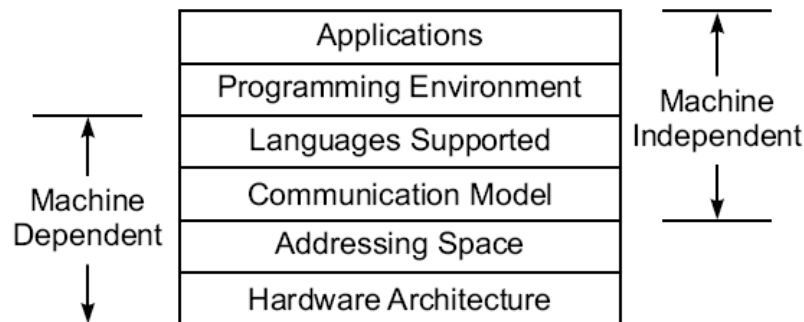 Applications
Programming Environment
Languages Supported
Communication Model
Addressing Space
Hardware Architecture
Machine
Independent
Machine
Dependent